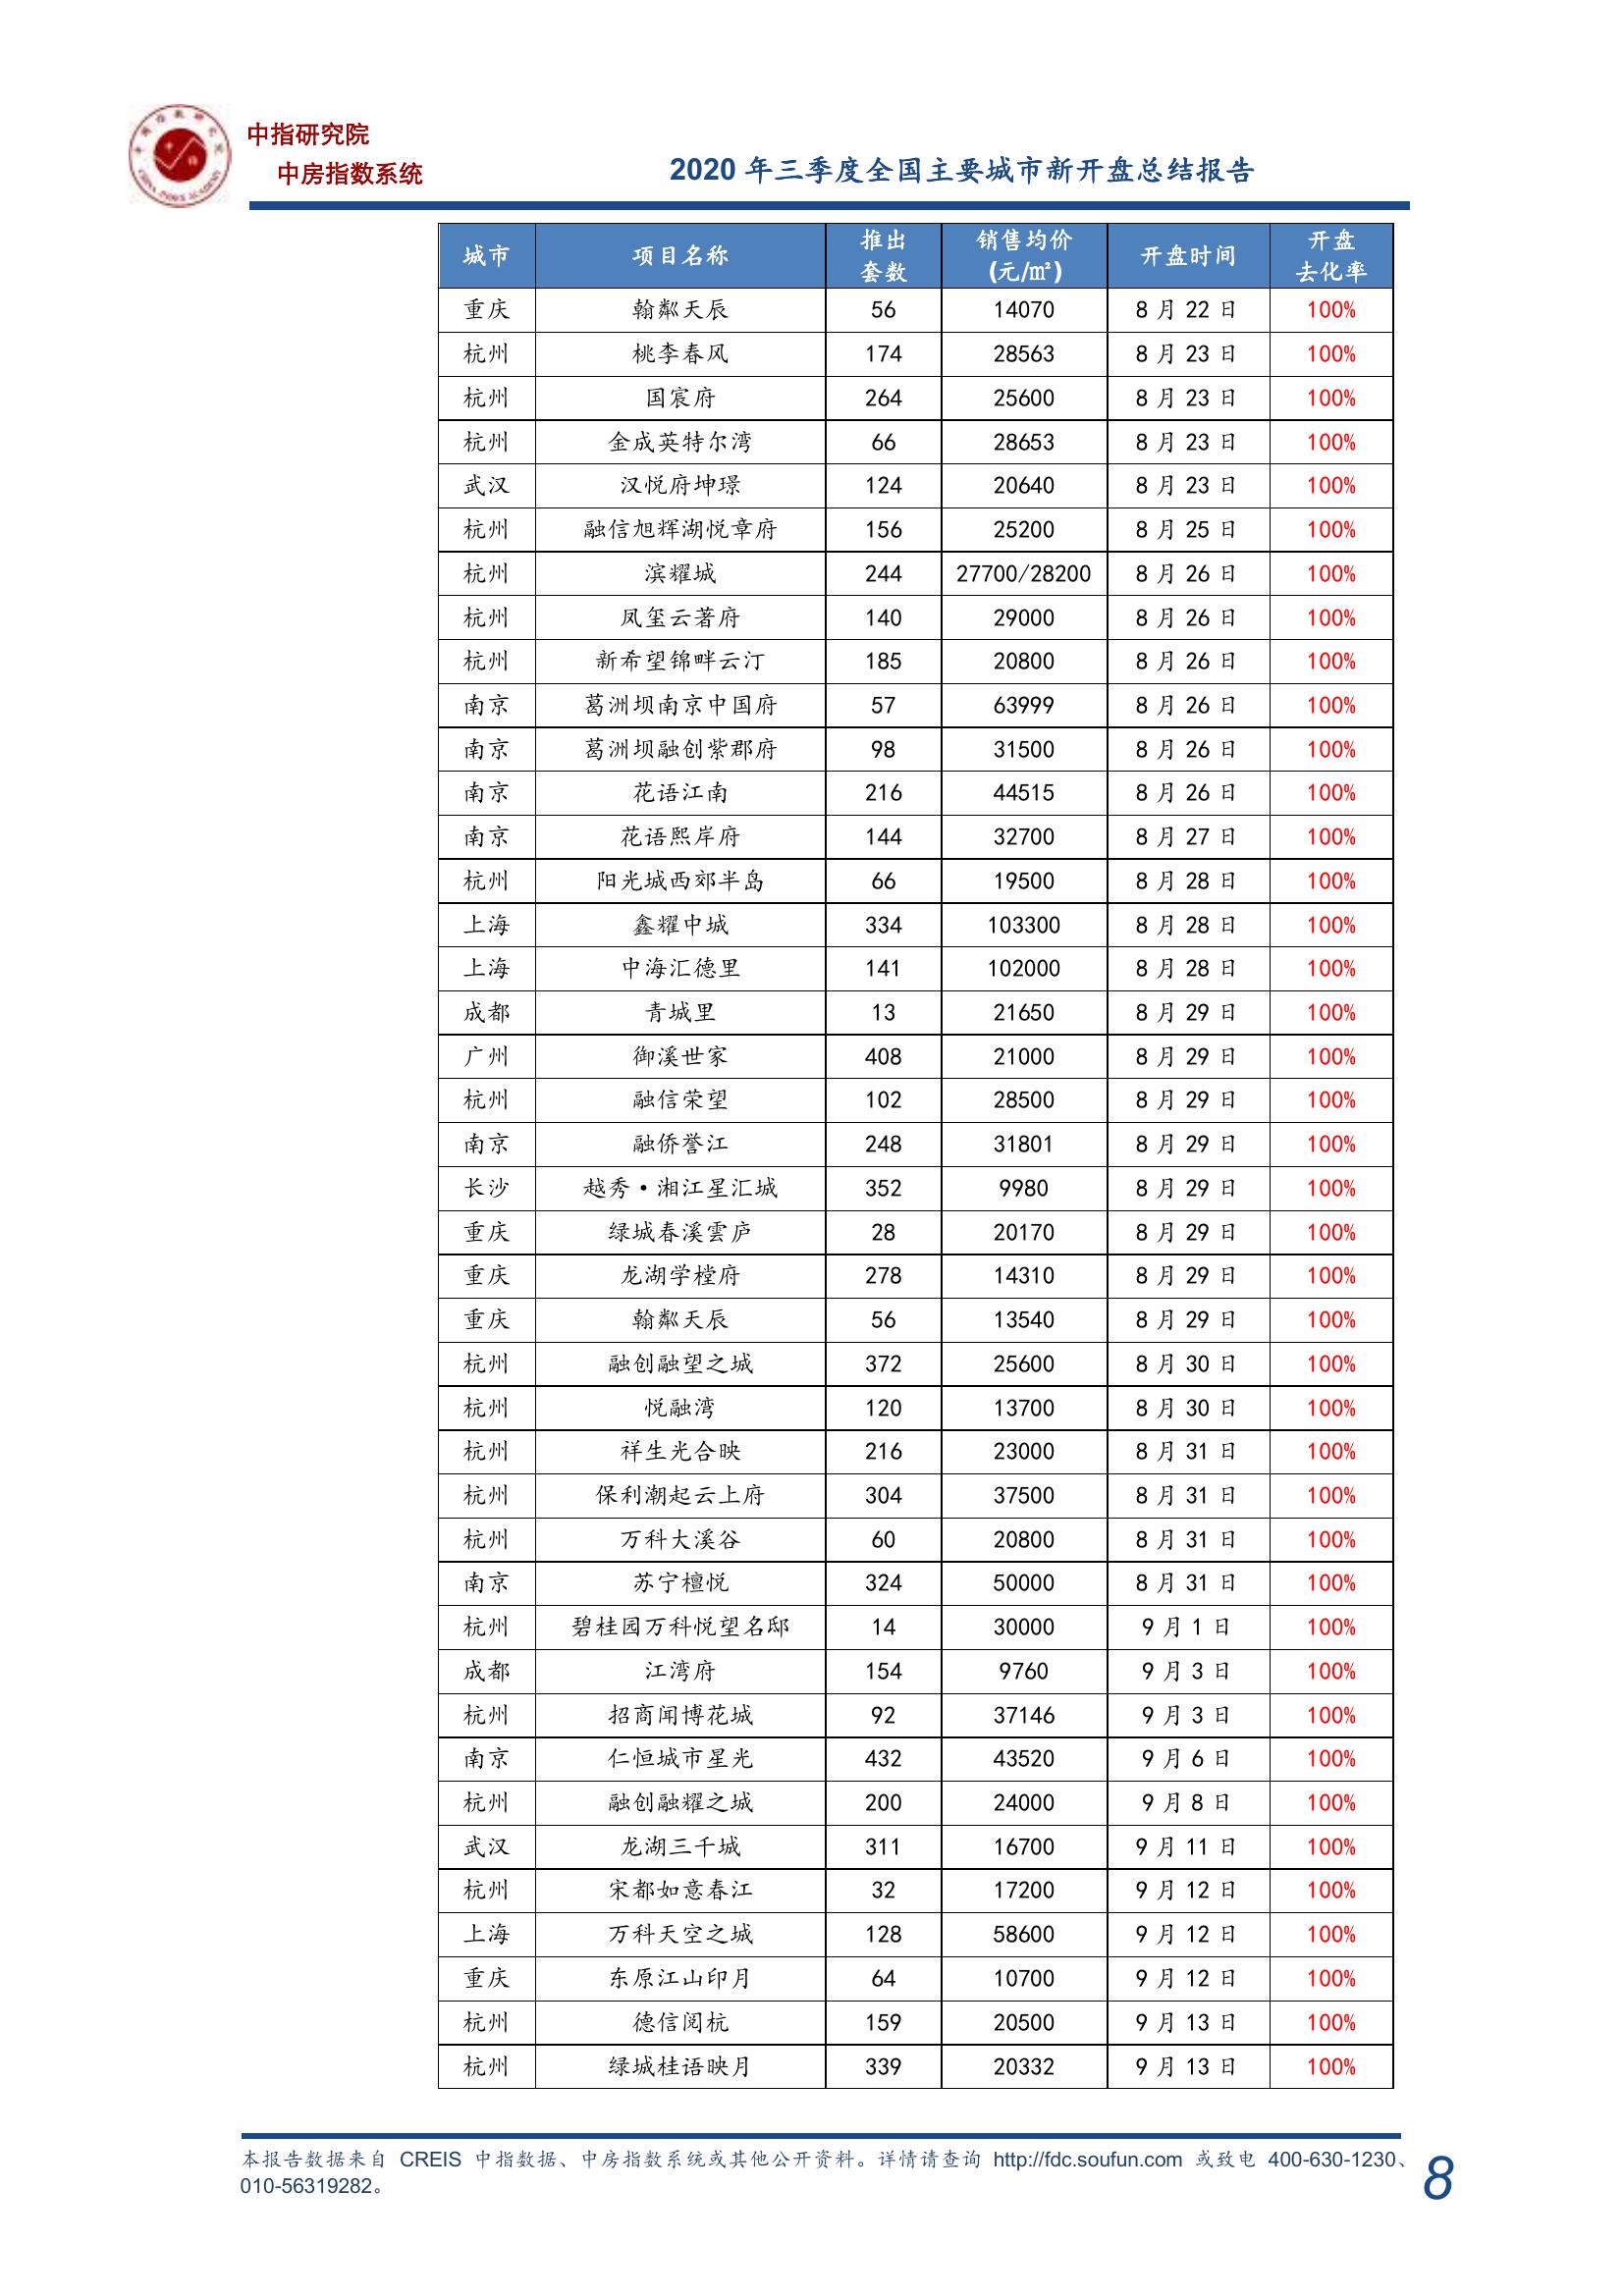 中指研究院
中房指数系统
2020 年三季度全国主要城市新开盘总结报告
城市 项目名称 推出套数 销售均价(元/㎡) 开盘时间 开盘去化率
重庆 翰粼天辰 56 14070 8 月 22 日 100%
杭州 桃李春风 174 28563 8 月 23 日 100%
杭州 国宸府 264 25600 8 月 23 日 100%
杭州 金成英特尔湾 66 28653 8 月 23 日 100%
武汉 汉悦府坤璟 124 20640 8 月 23 日 100%
杭州 融信旭辉湖悦章府 156 25200 8 月 25 日 100%
杭州 滨耀城 244 27700/28200 8 月 26 日 100%
杭州 凤玺云著府 140 29000 8 月 26 日 100%
杭州 新希望锦畔云汀 185 20800 8 月 26 日 100%
南京 葛洲坝南京中国府 57 63999 8 月 26 日 100%
南京 葛洲坝融创紫郡府 98 31500 8 月 26 日 100%
南京 花语江南 216 44515 8 月 26 日 100%
南京 花语熙岸府 144 32700 8 月 27 日 100%
杭州 阳光城西郊半岛 66 19500 8 月 28 日 100%
上海 鑫耀中城 334 103300 8 月 28 日 100%
上海 中海汇德里 141 102000 8 月 28 日 100%
成都 青城里 13 21650 8 月 29 日 100%
广州 御溪世家 408 21000 8 月 29 日 100%
杭州 融信荣望 102 28500 8 月 29 日 100%
南京 融侨誉江 248 31801 8 月 29 日 100%
长沙 越秀·湘江星汇城 352 9980 8 月 29 日 100%
重庆 绿城春溪雲庐 28 20170 8 月 29 日 100%
重庆 龙湖学樘府 278 14310 8 月 29 日 100%
重庆 翰粼天辰 56 13540 8 月 29 日 100%
杭州 融创融望之城 372 25600 8 月 30 日 100%
杭州 悦融湾 120 13700 8 月 30 日 100%
杭州 祥生光合映 216 23000 8 月 31 日 100%
杭州 保利潮起云上府 304 37500 8 月 31 日 100%
杭州 万科大溪谷 60 20800 8 月 31 日 100%
南京 苏宁檀悦 324 50000 8 月 31 日 100%
杭州 碧桂园万科悦望名邸 14 30000 9 月 1 日 100%
成都 江湾府 154 9760 9 月 3 日 100%
杭州 招商闻博花城 92 37146 9 月 3 日 100%
南京 仁恒城市星光 432 43520 9 月 6 日 100%
杭州 融创融耀之城 200 24000 9 月 8 日 100%
武汉 龙湖三千城 311 16700 9 月 11 日 100%
杭州 宋都如意春江 32 17200 9 月 12 日 100%
上海 万科天空之城 128 58600 9 月 12 日 100%
重庆 东原江山印月 64 10700 9 月 12 日 100%
杭州 德信阅杭 159 20500 9 月 13 日 100%
杭州 绿城桂语映月 339 20332 9 月 13 日 100%
本报告数据来自 CREIS 中指数据、中房指数系统或其他公开资料。详情请查询 http://fdc.soufun.com 或致电 400-630-1230、
010-56319282。
8